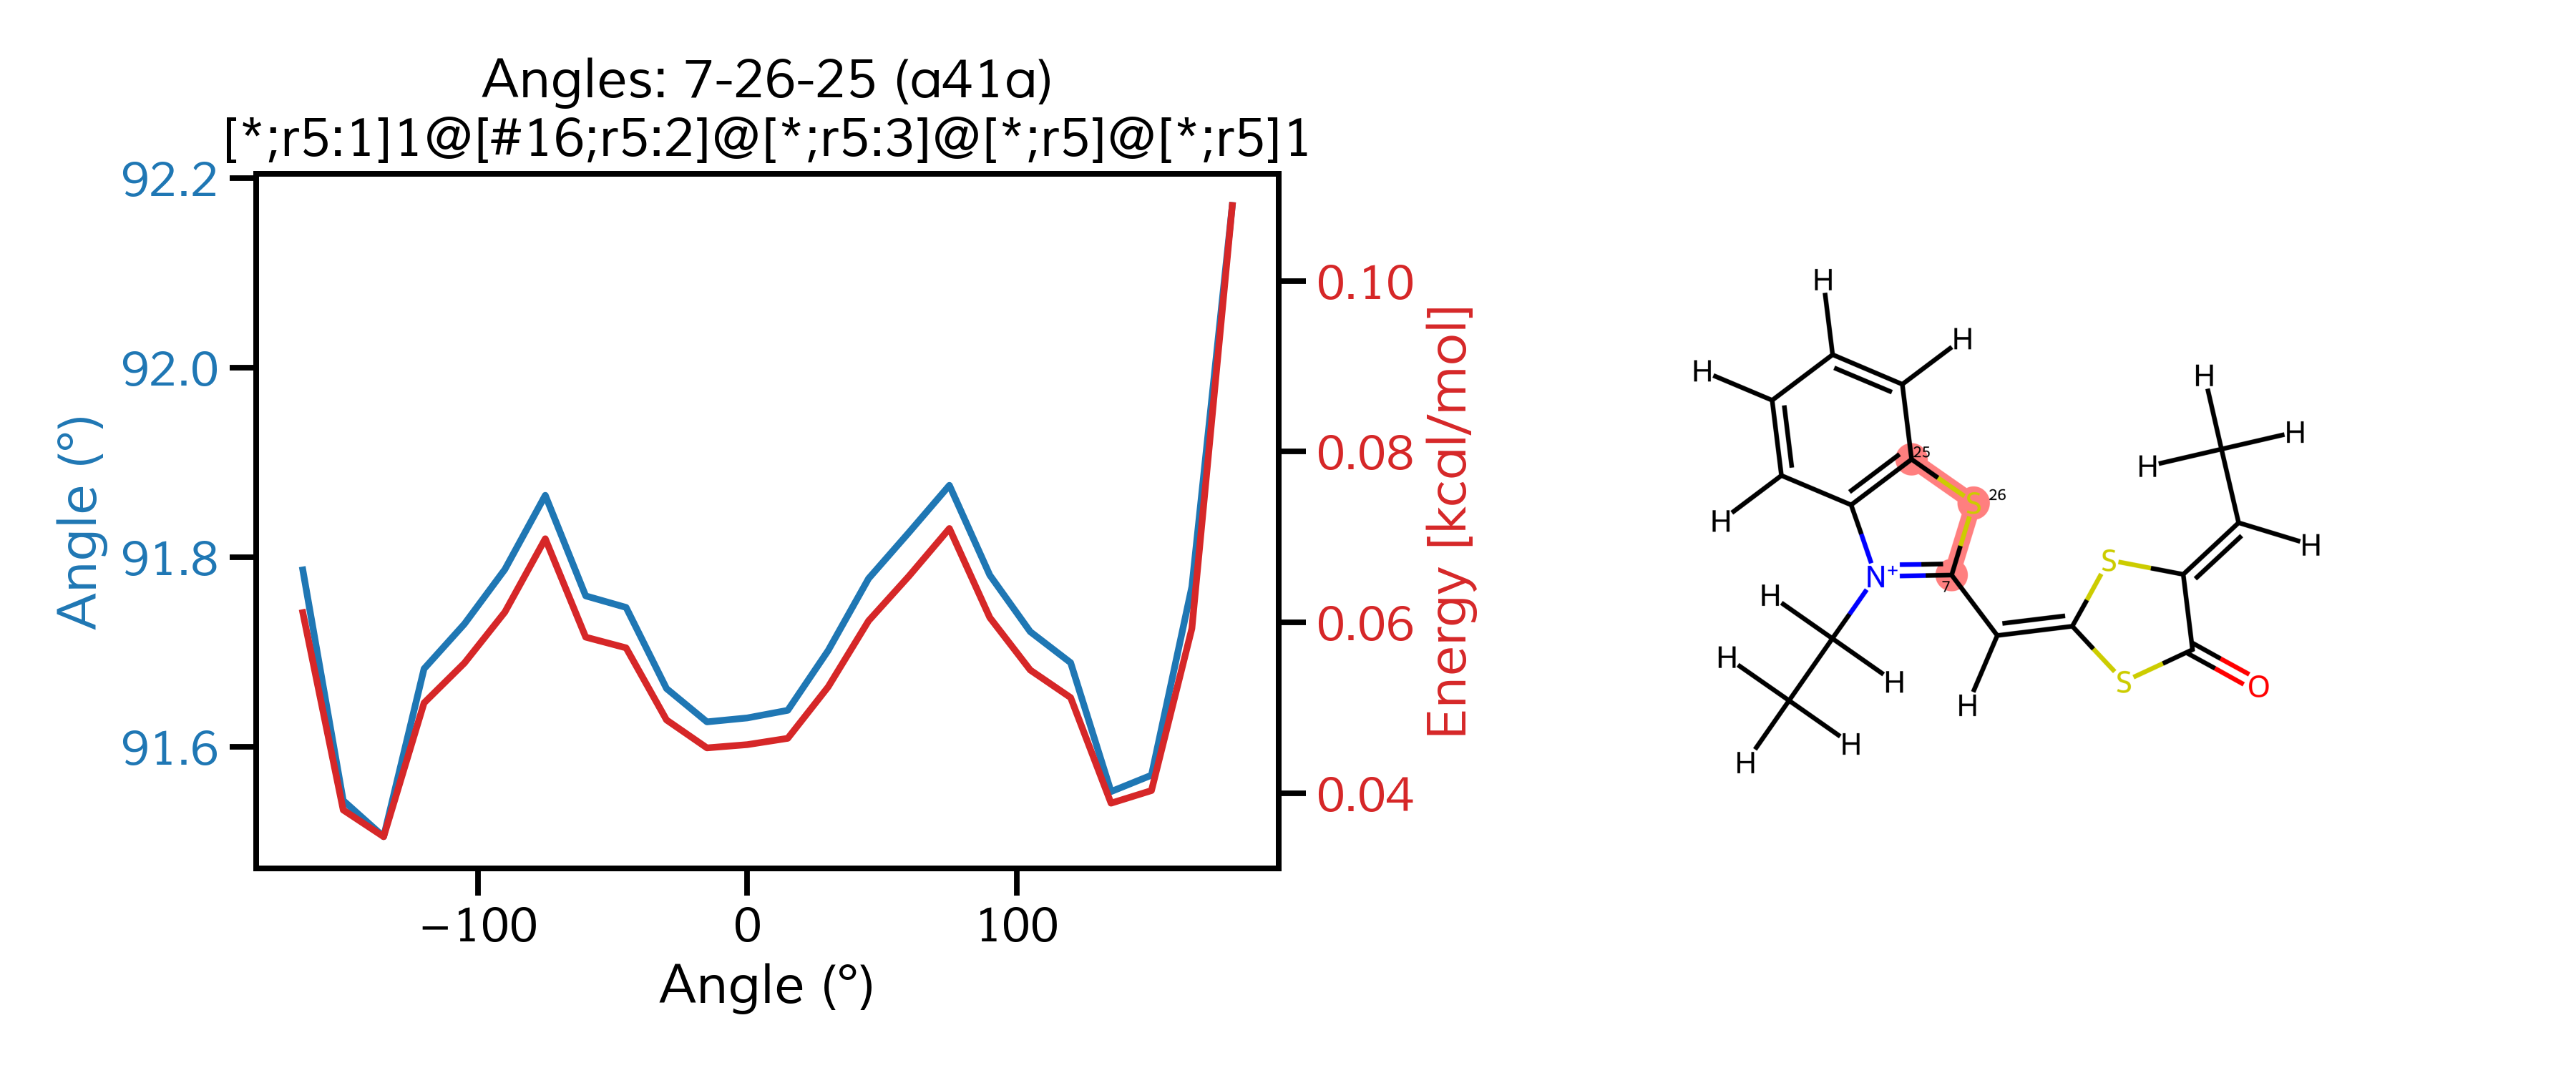 Angles: 7-26-25 (a41a)
[*;r5:1]1@[#16;r5:2]@[*;r5:3]@[*;r5]@[*;r5]1
92.2
92.0
91.8
91.6
Angle (°)
0.10
0.08
0.06
0.04
Energy [kcal/mol]
−100
0
100
Angle (°)
H
H
H
H
H
H
H
25
S
26
S
H
N+
7
H
H
H
S
O
H
H
H
H